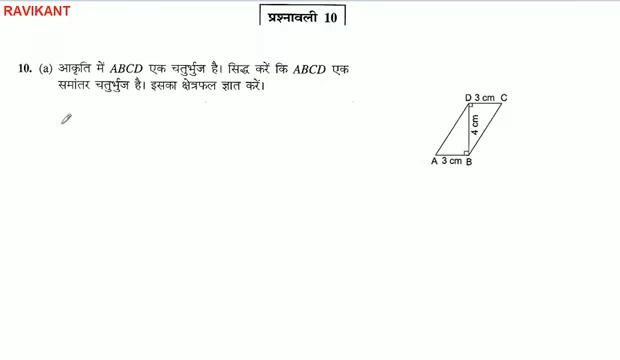 RAVIKANT
प्रश्नावली 10
10. (a) आकृति में ABCD एक चतुर्भुज है। सिद्ध करें कि ABCD एक
समांतर चतुर्भुज है। इसका क्षेत्रफल ज्ञात करें।
D 3 cm C
4 cm
A 3 cm B